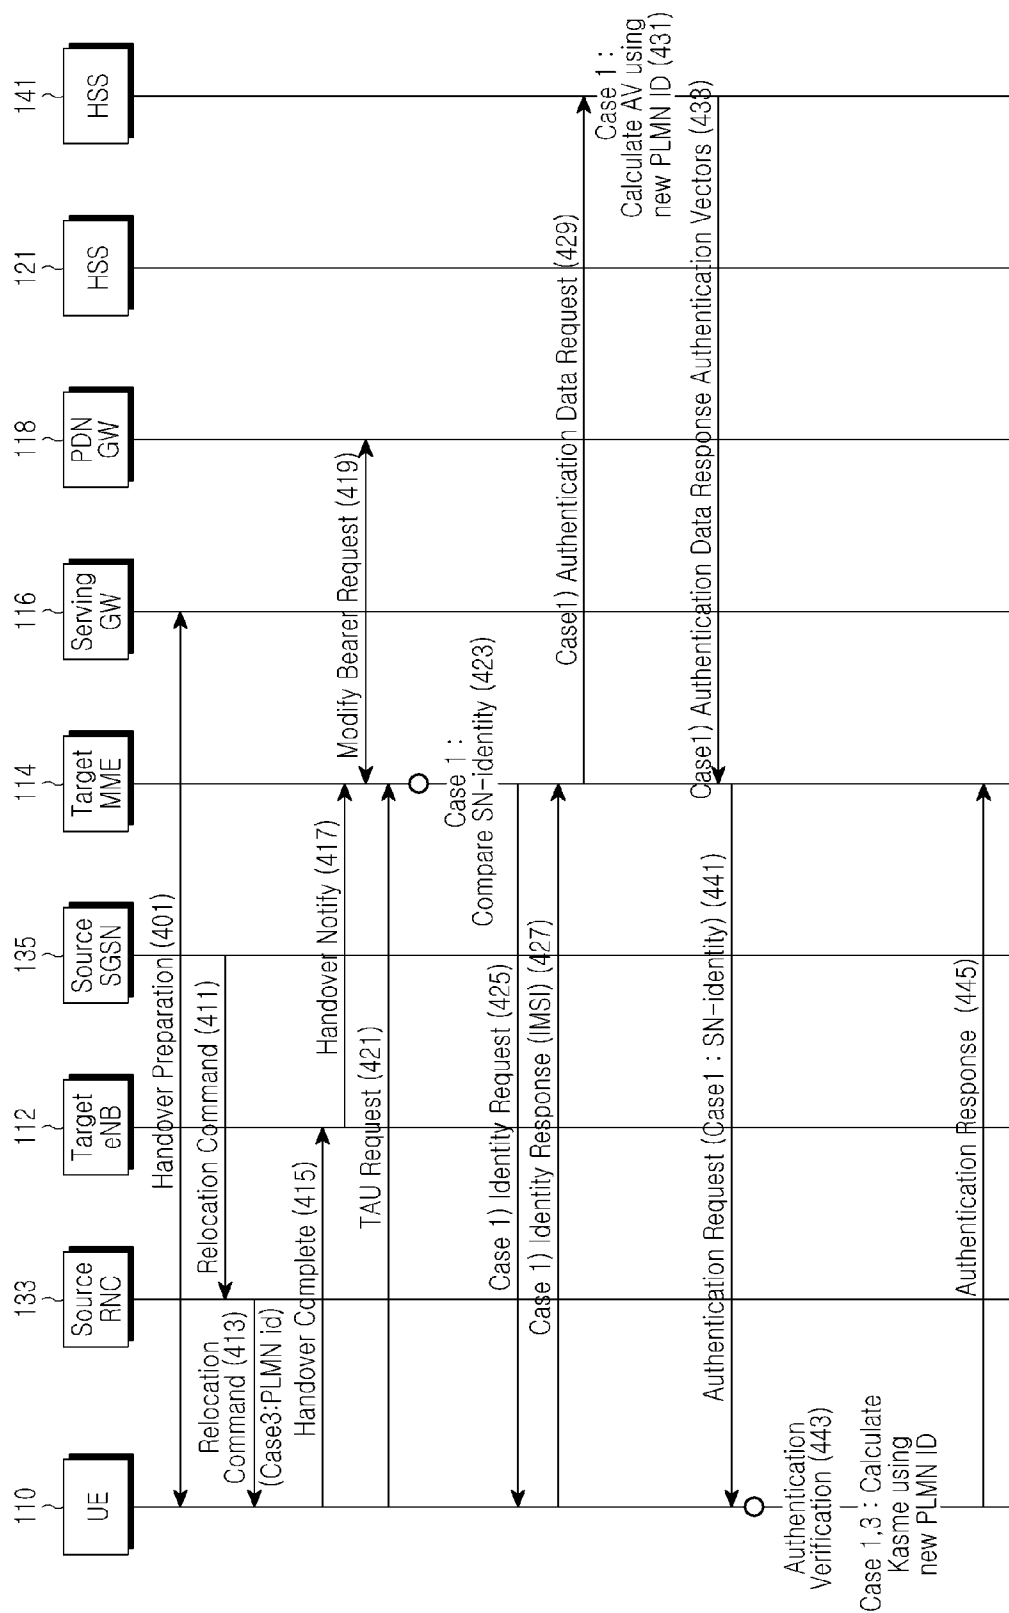 110
133
112
135
114
116
118
121
141
UE
Source
RNC
Target
eNB
Source
SGSN
Target
MME
Serving
GW
PDN
GW
HSS
HSS
Handover Preparation (401)
Relocation Command (411)
Relocation
Command (413)
(Case3:PLMN id)
Handover Complete (415)
Handover Notify (417)
Modify Bearer Request (419)
TAU Request (421)
Case 1 :
Compare SN-identity (423)
Case 1) Identity Request (425)
Case 1) Identity Response (IMSI) (427)
Case1) Authentication Data Request (429)
Case 1 :
Calculate AV using
new PLMN ID (431)
Case1) Authentication Data Response Authentication Vectors (433)
Authentication Request (Case1 : SN-identity) (441)
Authentication
Verification (443)
Case 1,3 : Calculate
Kasme using
new PLMN ID
Authentication Response (445)